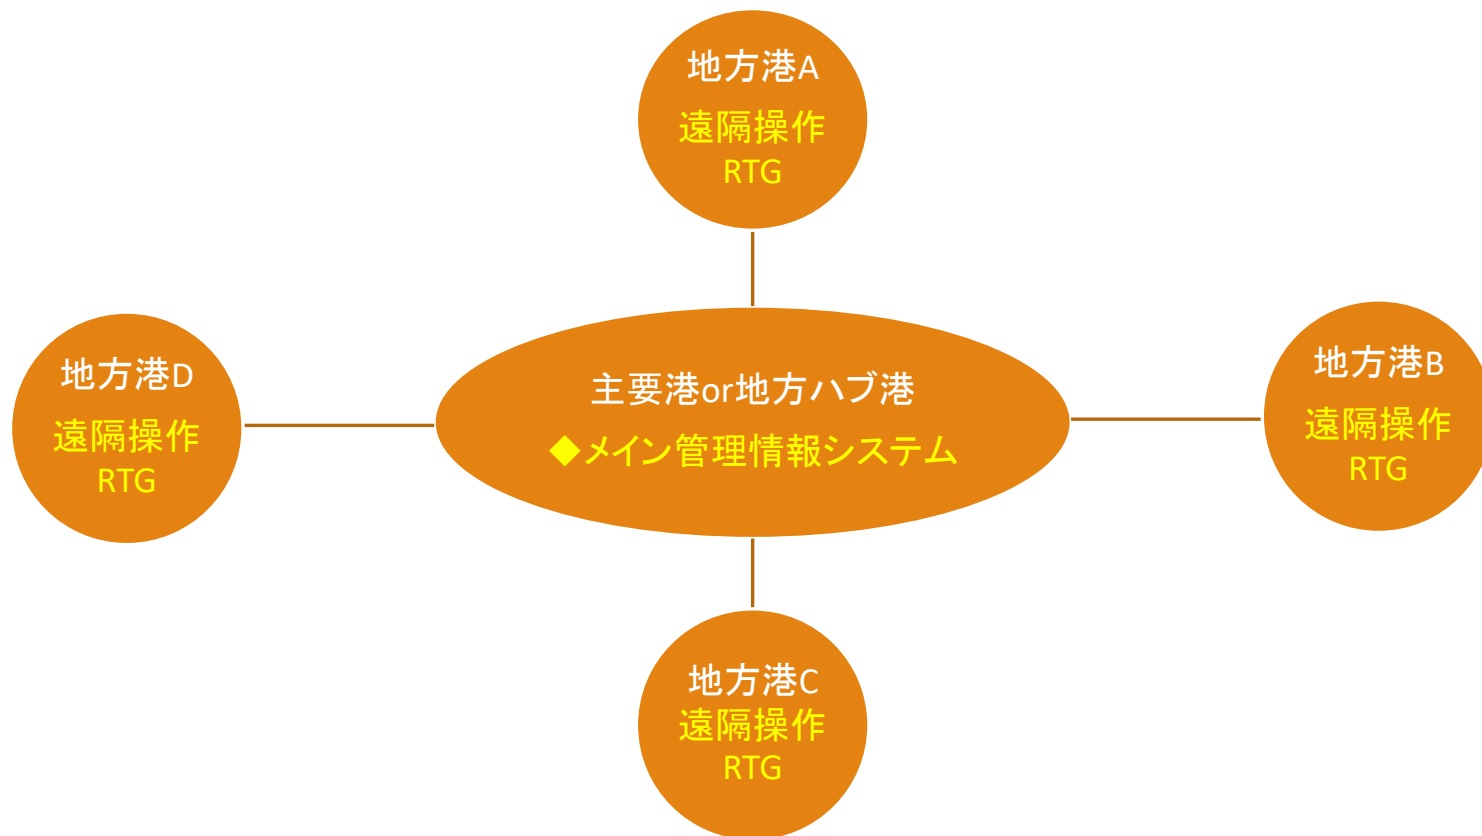 地方港A
遠隔操作
RTG
地方港D
遠隔操作
RTG
主要港or地方ハブ港
◆メイン管理情報システム
地方港B
遠隔操作
RTG
地方港C
遠隔操作
RTG